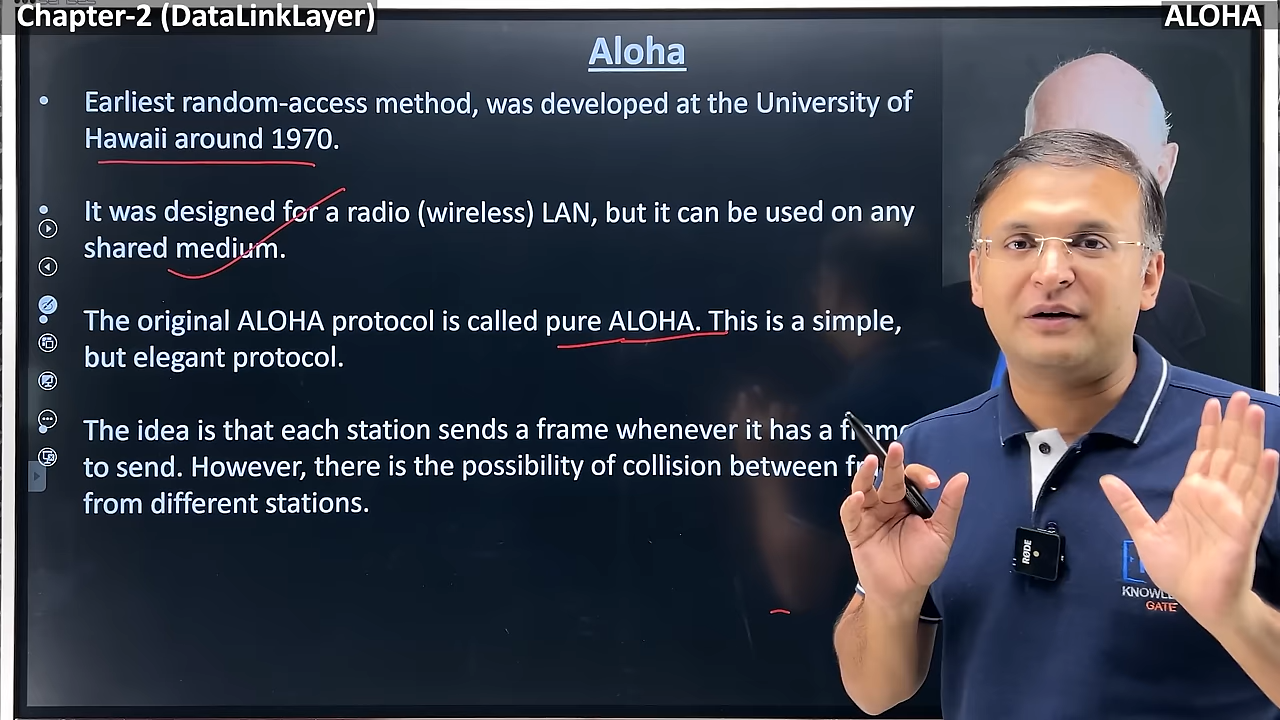 Chapter-2 (DataLinkLayer)
ALOHA
Aloha
• Earliest random-access method, was developed at the University of
Hawaii around 1970.
• It was designed for a radio (wireless) LAN, but it can be used on any
shared medium.
• The original ALOHA protocol is called pure ALOHA. This is a simple,
but elegant protocol.
• The idea is that each station sends a frame whenever it has a frame
to send. However, there is the possibility of collision between
from different stations.
RØDE
GATE